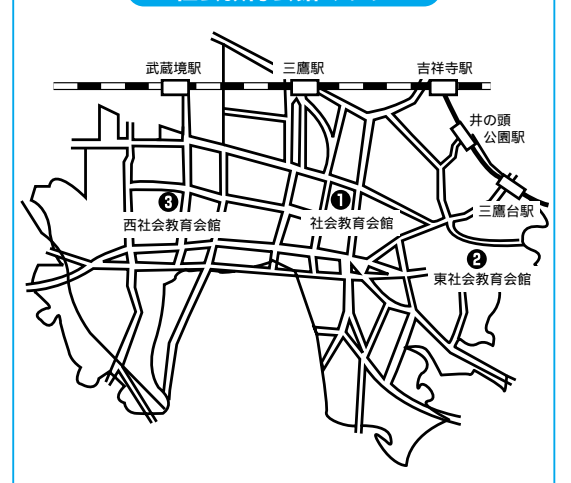 武蔵境駅
三鷹駅
吉祥寺駅
井の頭
公園駅
三鷹台駅
❸
西社会教育会館
❶
社会教育会館
❷
東社会教育会館